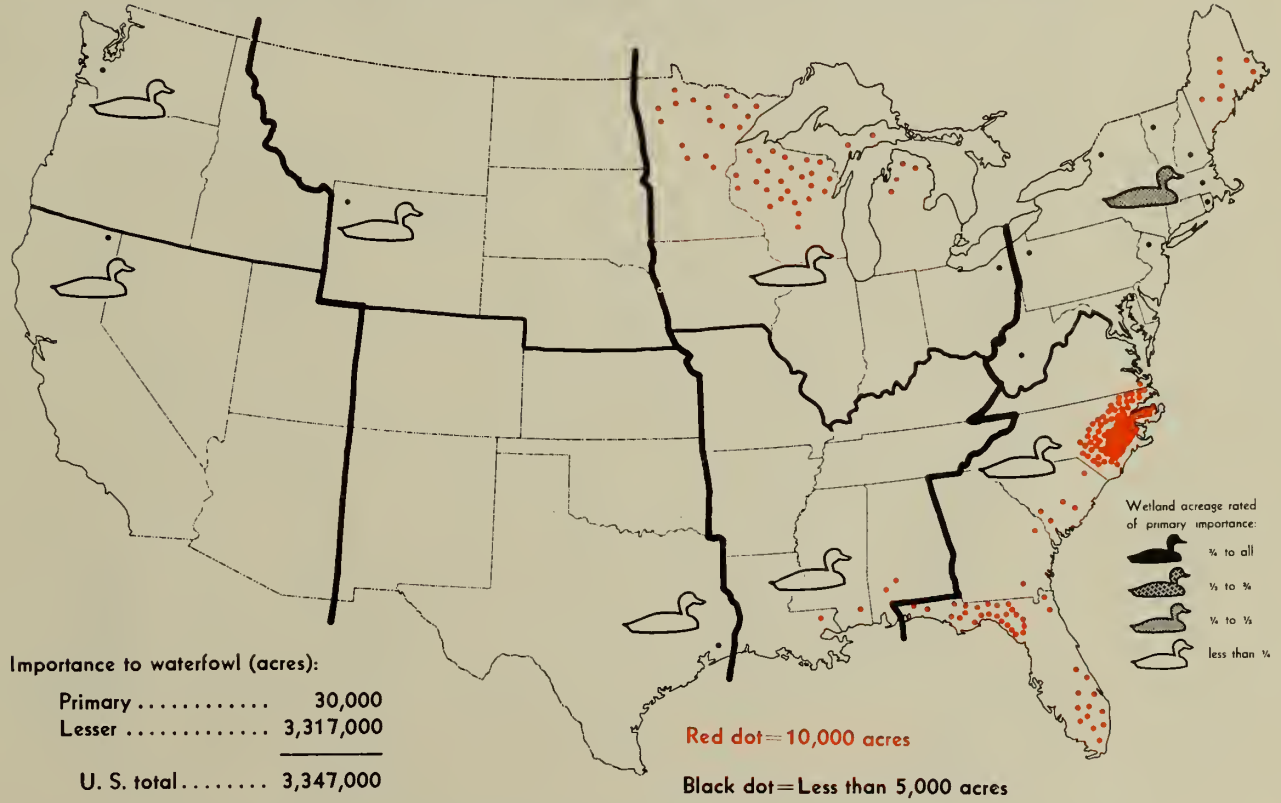 Wetland acreage rated
of primary importance:
¾ to all
½ to ¾
¼ to ½
less than ¼
Importance to waterfowl (acres):
Primary ............ 30,000
Lesser ............. 3,317,000
U. S. total........ 3,347,000
Red dot=10,000 acres
Black dot=Less than 5,000 acres